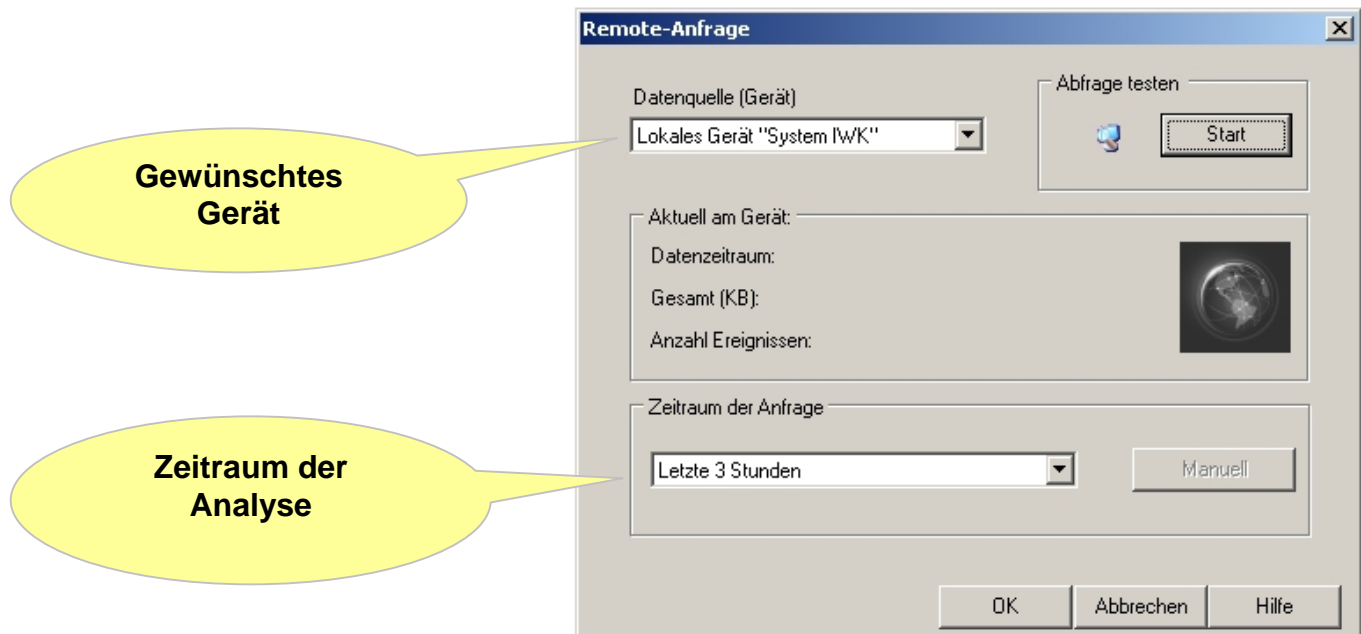 Remote-Anfrage
Datenquelle (Gerät)
Lokales Gerät "System IWK"
Abfrage testen
Start
Gewünschtes
Gerät
Aktuell am Gerät:
Datenzeitraum:
Gesamt (KB):
Anzahl Ereignissen:
Zeitraum der Anfrage
Letzte 3 Stunden
Manuell
Zeitraum der
Analyse
OK
Abbrechen
Hilfe